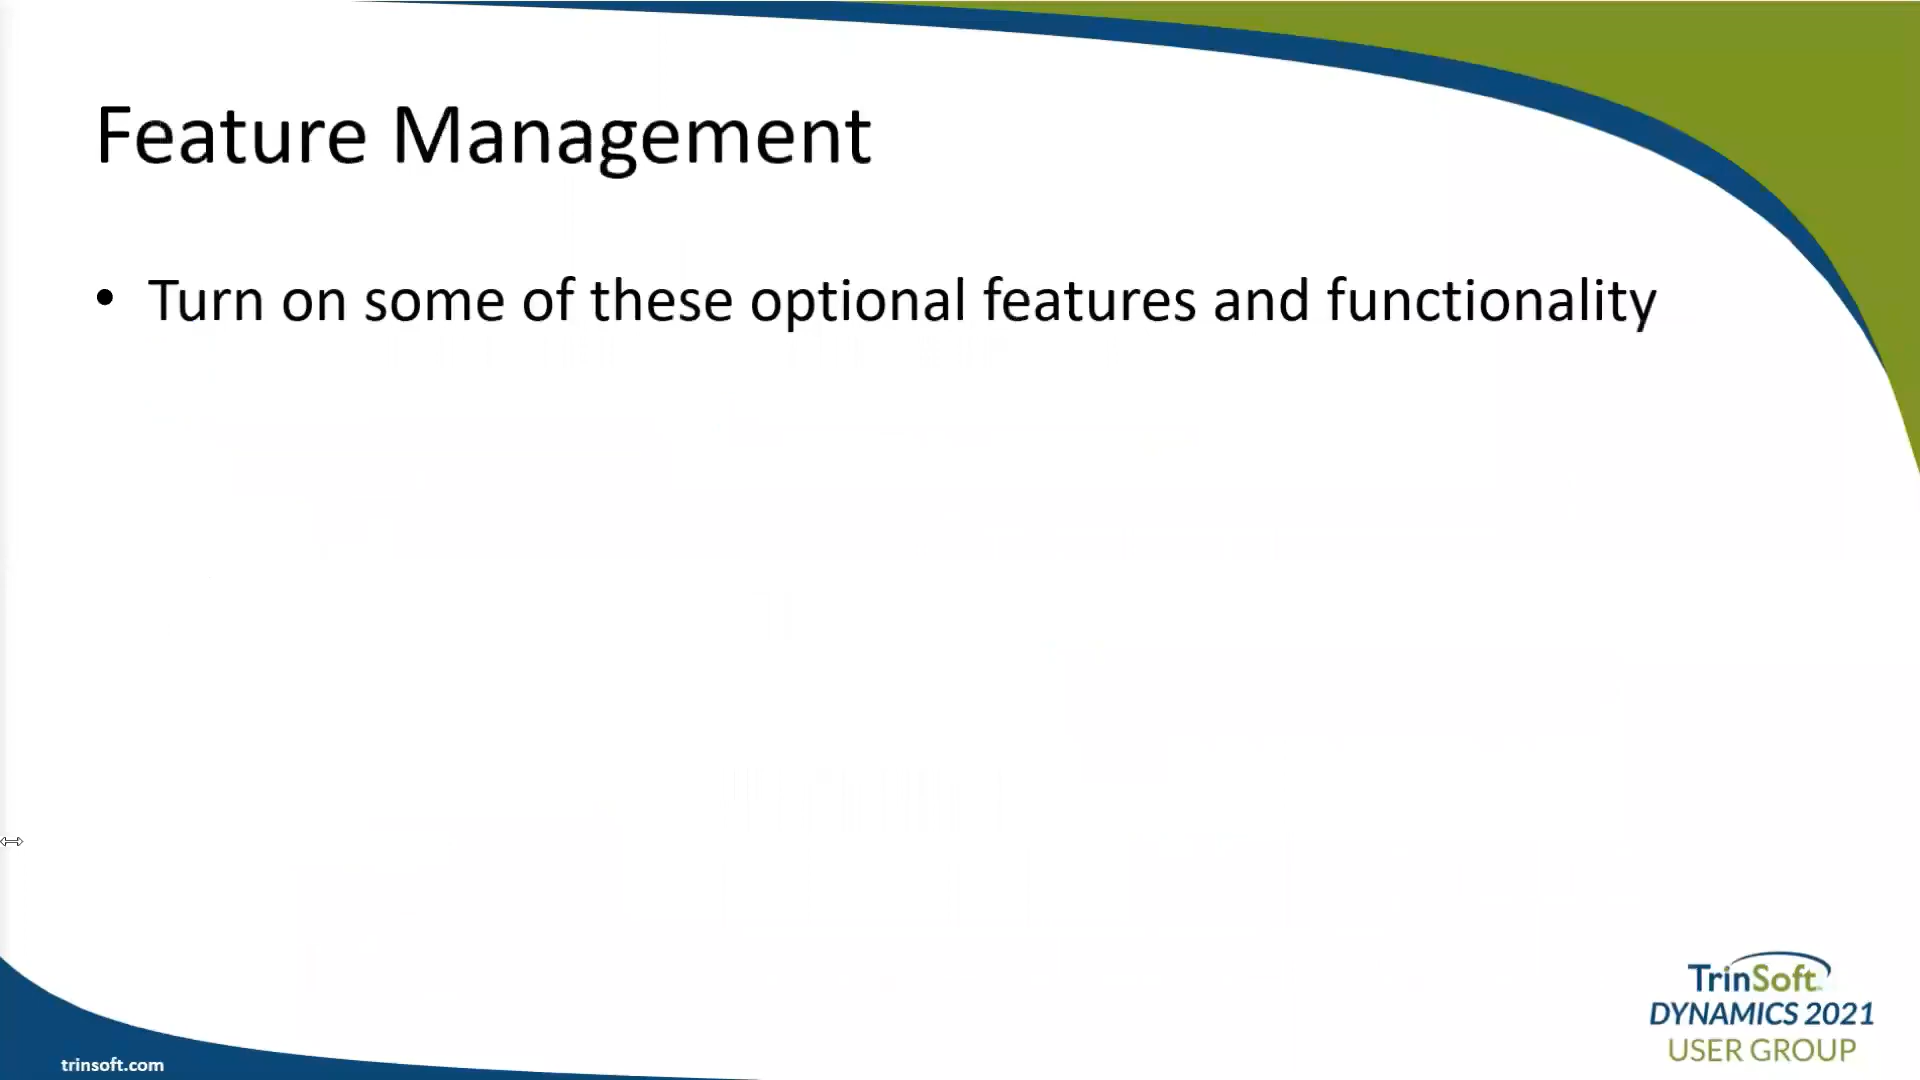 Feature Management
• Turn on some of these optional features and functionality
TrinSoft
DYNAMICS 2021
USER GROUP
trinsoft.com